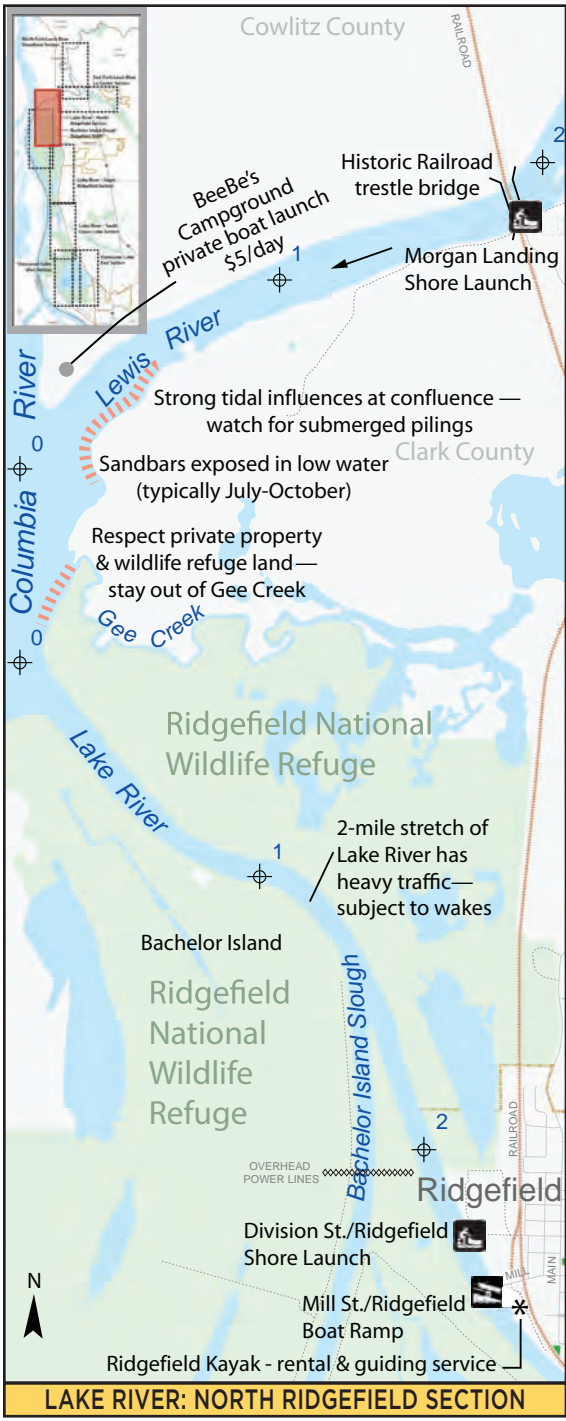 Cowlitz County
RAILROAD
2
Historic Railroad
trestle bridge
BeeBe's
Campground
private boat launch
$5/day
1
Morgan Landing
Shore Launch
Lewis River
Columbia River
0
Strong tidal influences at confluence —
watch for submerged pilings
Clark County
Sandbars exposed in low water
(typically July-October)
Respect private property
& wildlife refuge land—
stay out of Gee Creek
Gee Creek
0
Ridgefield National
Wildlife Refuge
Lake River
1
2-mile stretch of
Lake River has
heavy traffic—
subject to wakes
Bachelor Island
Ridgefield
National
Wildlife
Refuge
Bachelor Island Slough
2
RAILROAD
OVERHEAD
POWER LINES
Ridgefield
Division St./Ridgefield
Shore Launch
MILL
MAIN
N
Mill St./Ridgefield
Boat Ramp
*
Ridgefield Kayak - rental & guiding service
LAKE RIVER: NORTH RIDGEFIELD SECTION